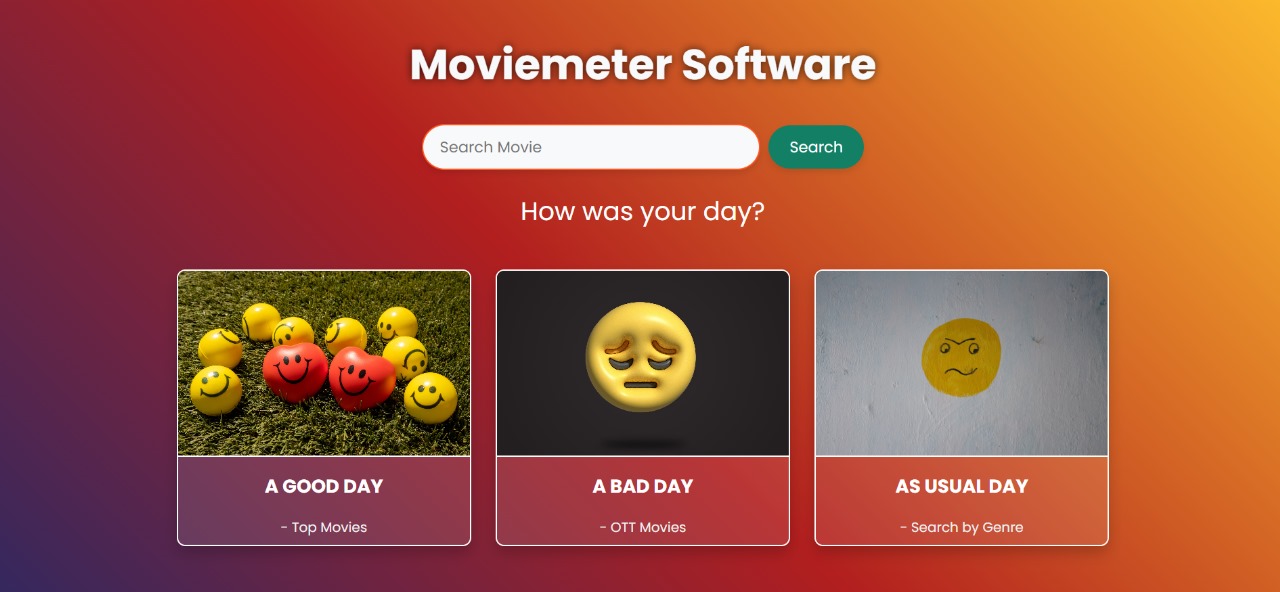 Moviemeter Software
Search Movie
Search
How was your day?
A GOOD DAY
- Top Movies
A BAD DAY
- OTT Movies
AS USUAL DAY
- Search by Genre